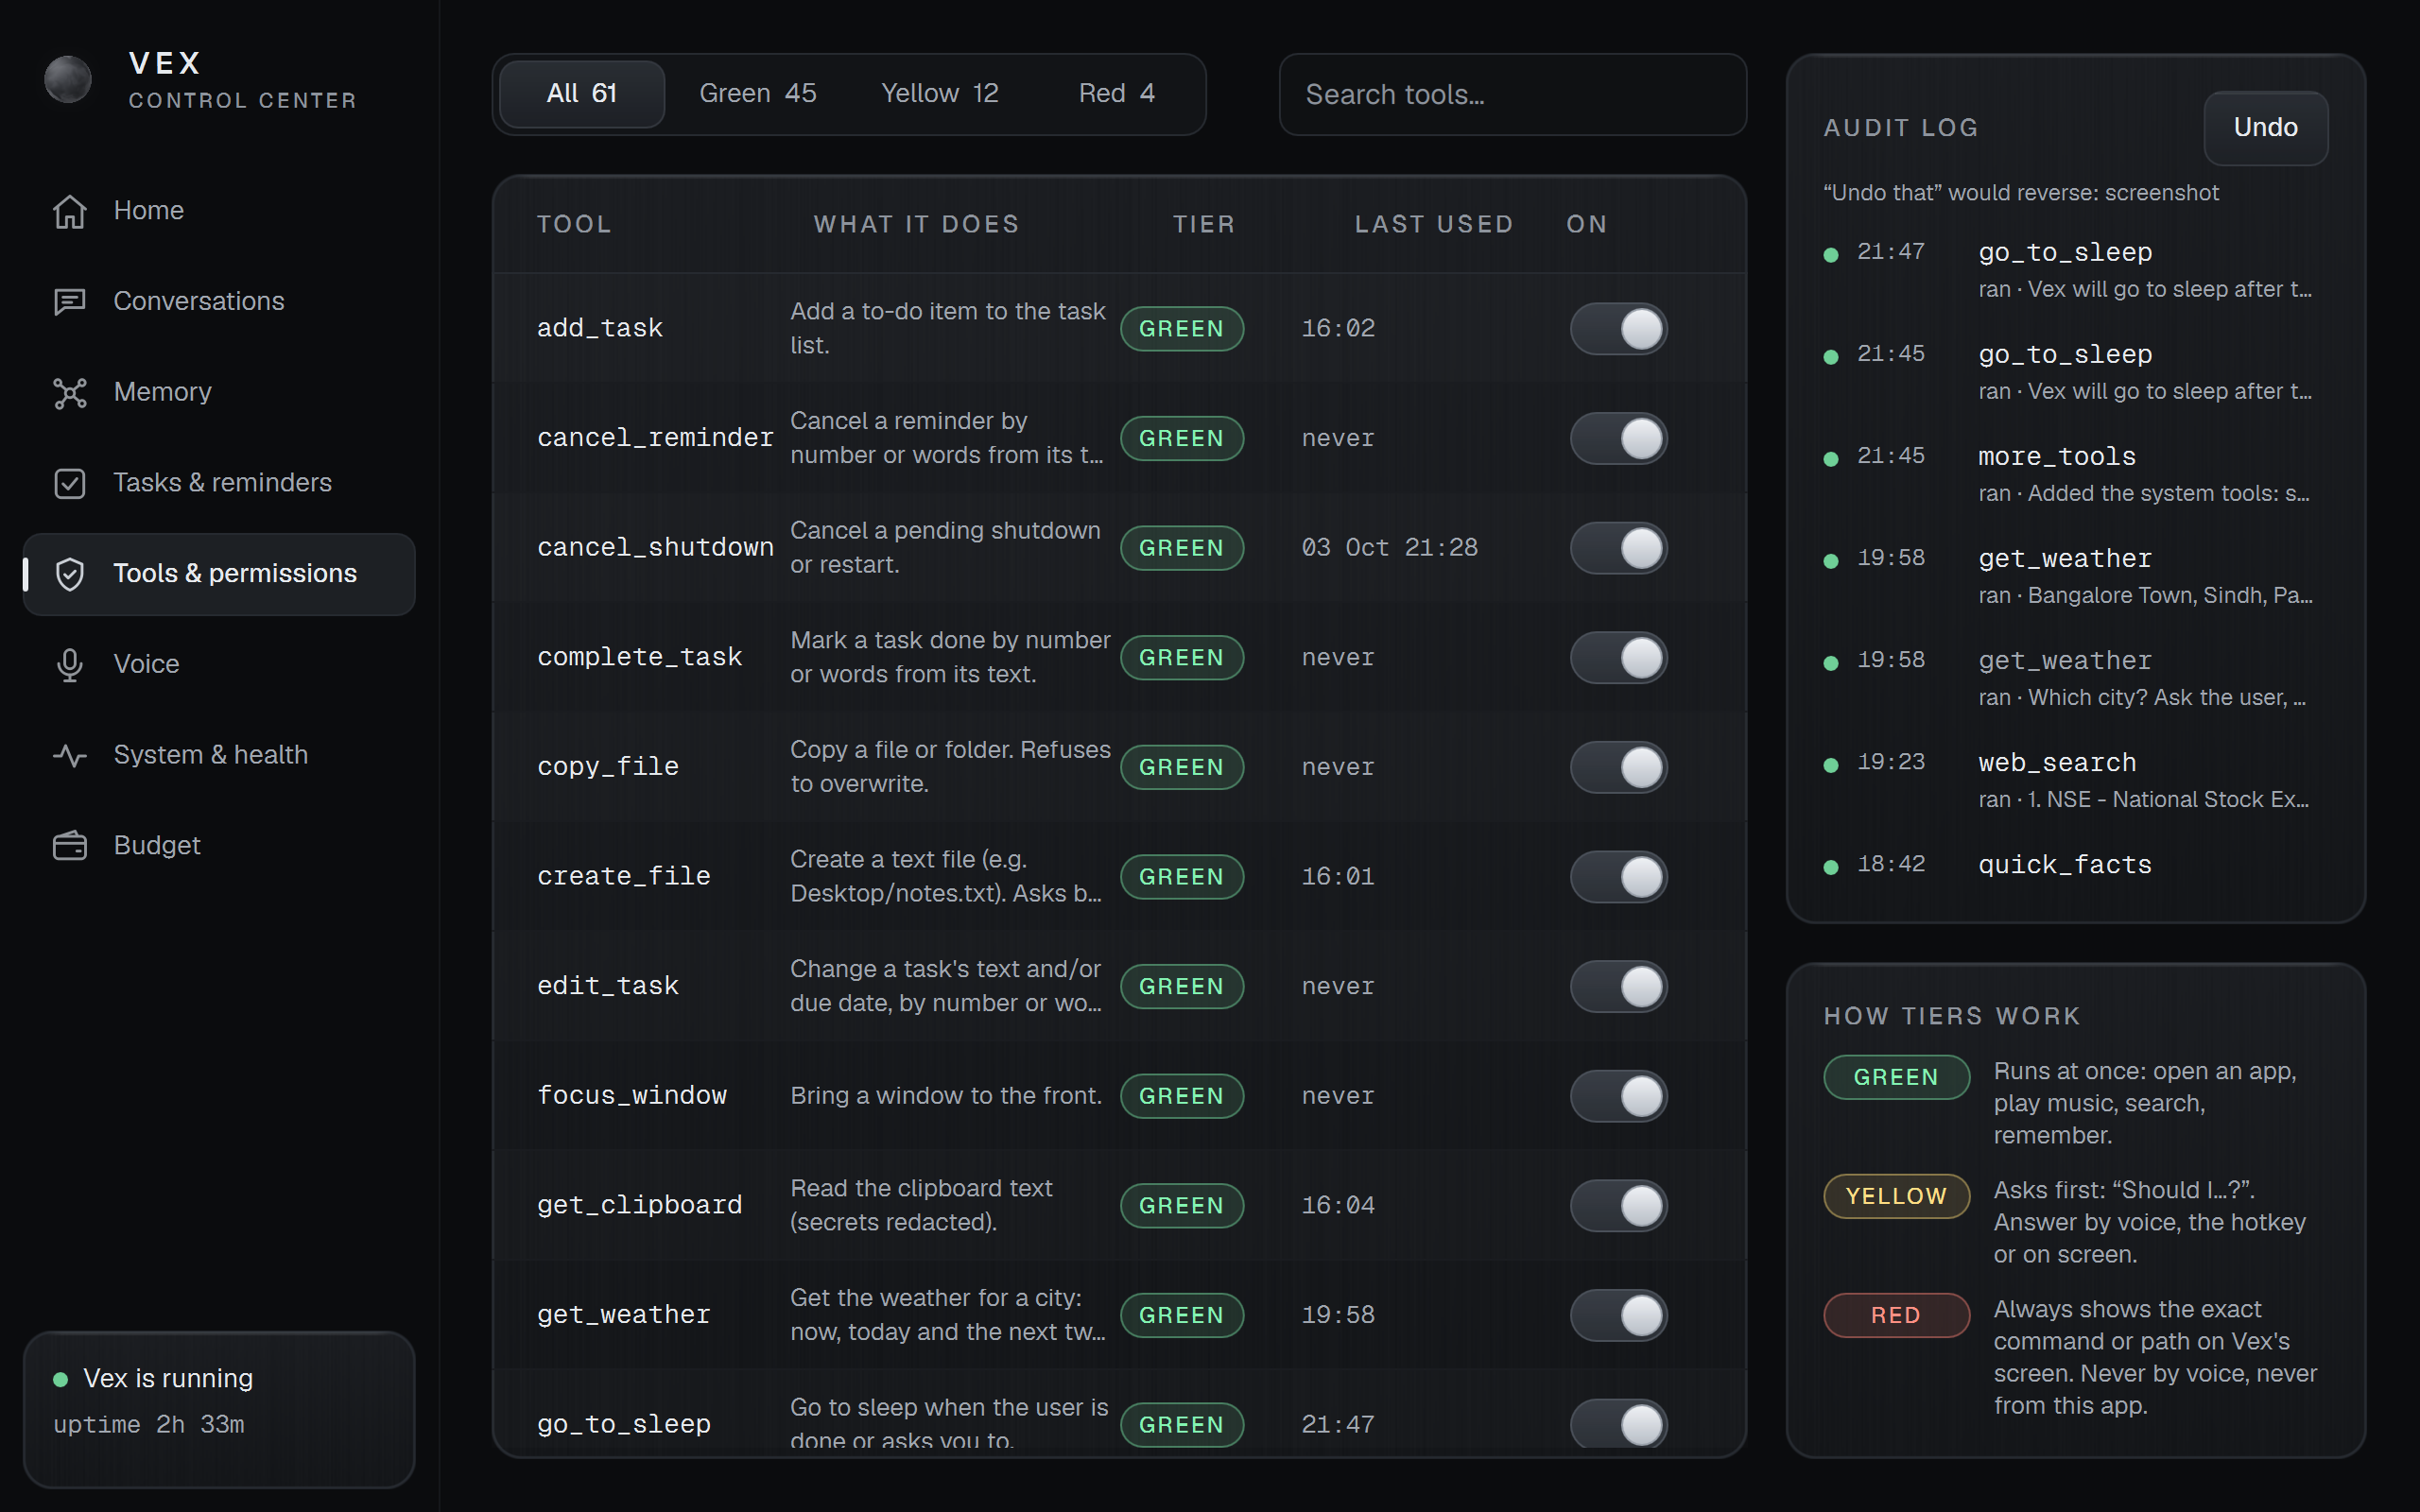 VEX
CONTROL CENTER
Home
Conversations
Memory
Tasks & reminders
Tools & permissions
Voice
System & health
Budget
Vex is running
uptime 2h 33m
All 61 Green 45 Yellow 12 Red 4
Search tools…
TOOL WHAT IT DOES TIER LAST USED ON
add_task Add a to-do item to the task GREEN 16:02
list.
cancel_reminder Cancel a reminder by GREEN never
number or words from its t…
cancel_shutdown Cancel a pending shutdown GREEN 03 Oct 21:28
or restart.
complete_task Mark a task done by number GREEN never
or words from its text.
copy_file Copy a file or folder. Refuses GREEN never
to overwrite.
create_file Create a text file (e.g. GREEN 16:01
Desktop/notes.txt). Asks b…
edit_task Change a task's text and/or GREEN never
due date, by number or wo…
focus_window Bring a window to the front. GREEN never
get_clipboard Read the clipboard text GREEN 16:04
(secrets redacted).
get_weather Get the weather for a city: GREEN 19:58
now, today and the next tw…
go_to_sleep Go to sleep when the user is GREEN 21:47
done or asks you to.
AUDIT LOG Undo
“Undo that” would reverse: screenshot
21:47 go_to_sleep
ran · Vex will go to sleep after t…
21:45 go_to_sleep
ran · Vex will go to sleep after t…
21:45 more_tools
ran · Added the system tools: s…
19:58 get_weather
ran · Bangalore Town, Sindh, Pa…
19:58 get_weather
ran · Which city? Ask the user, …
19:23 web_search
ran · 1. NSE - National Stock Ex…
18:42 quick_facts
HOW TIERS WORK
GREEN Runs at once: open an app,
play music, search,
remember.
YELLOW Asks first: “Should I…?”.
Answer by voice, the hotkey
or on screen.
RED Always shows the exact
command or path on Vex's
screen. Never by voice, never
from this app.